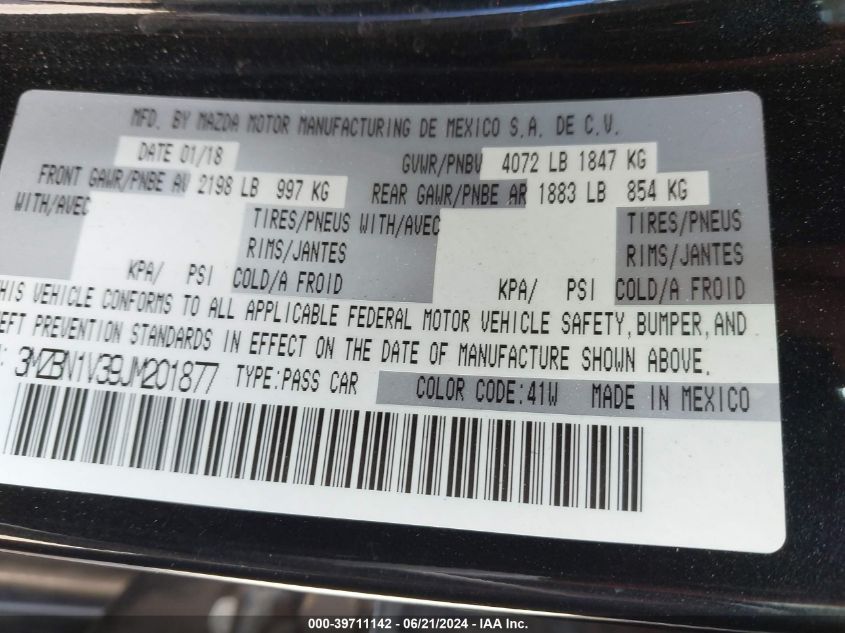 MFD. BY MAZDA MOTOR MANUFACTURING DE MEXICO S.A. DE C.V.
DATE 01/18 GVWR/PNBV 4072 LB 1847 KG
FRONT GAWR/PNBE AV 2198 LB 997 KG REAR GAWR/PNBE AR 1883 LB 854 KG
WITH/AVEC TIRES/PNEUS WITH/AVEC TIRES/PNEUS
RIMS/JANTES RIMS/JANTES
KPA/ PSI COLD/A FROID KPA/ PSI COLD/A FROID
THIS VEHICLE CONFORMS TO ALL APPLICABLE FEDERAL MOTOR VEHICLE SAFETY, BUMPER, AND
EFT PREVENTION STANDARDS IN EFFECT ON THE DATE OF MANUFACTURE SHOWN ABOVE.
: 3MZBN1V39JM201877 TYPE:PASS CAR COLOR CODE:41W MADE IN MEXICO
000-39711142 - 06/21/2024 - IAA Inc.